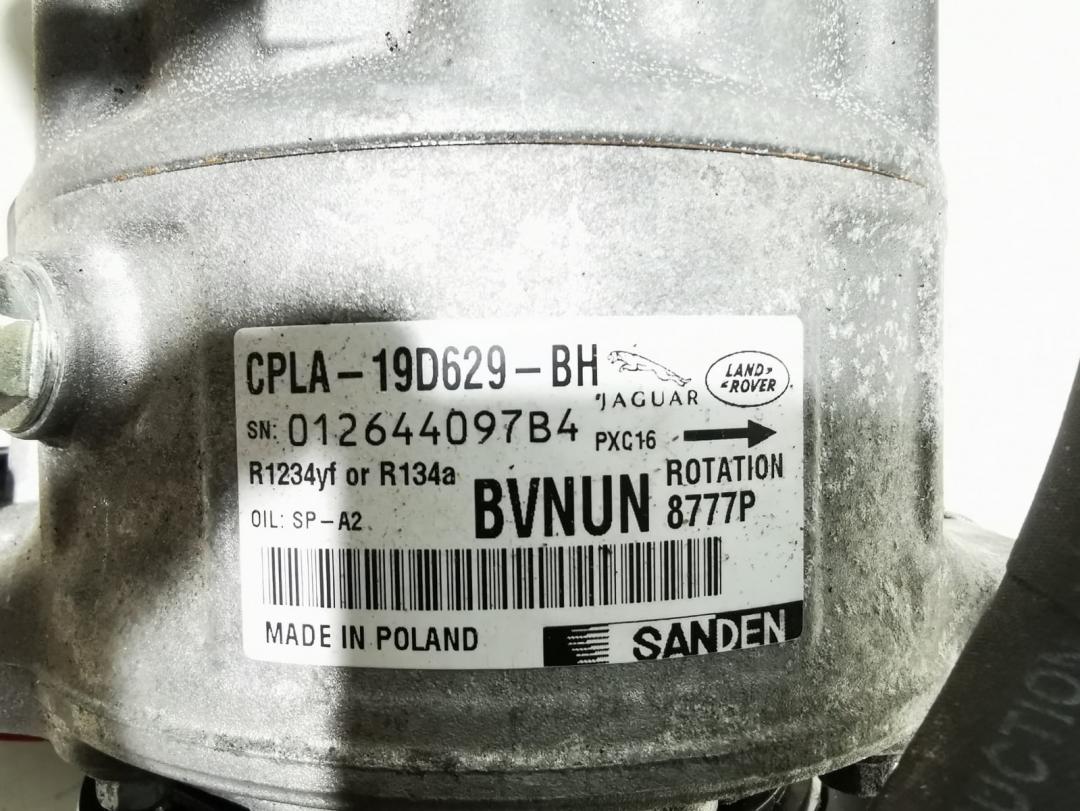 CPLA-19D629-BH
JAGUAR
LAND ROVER
SN: 012644097B4 PXC16
R1234yf or R134a
ROTATION
OIL: SP-A2
BVNUN
8777P
MADE IN POLAND
SANDEN